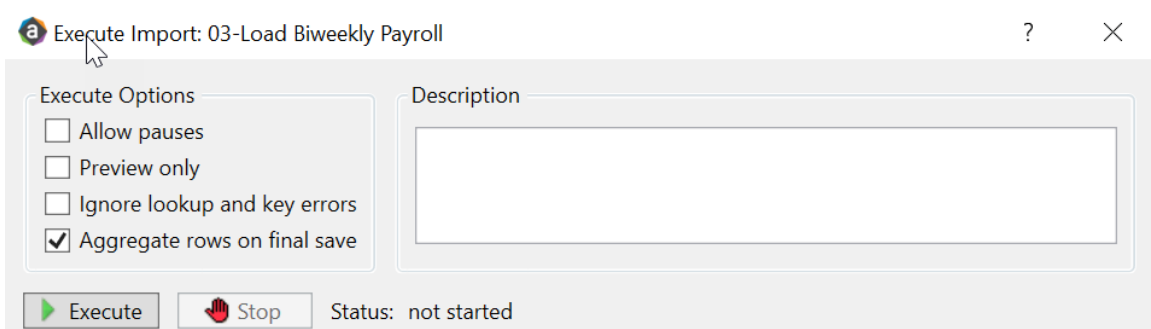 Execute Import: 03-Load Biweekly Payroll
?
Execute Options
Description
Allow pauses
Preview only
Ignore lookup and key errors
Aggregate rows on final save
Execute
Stop
Status: not started